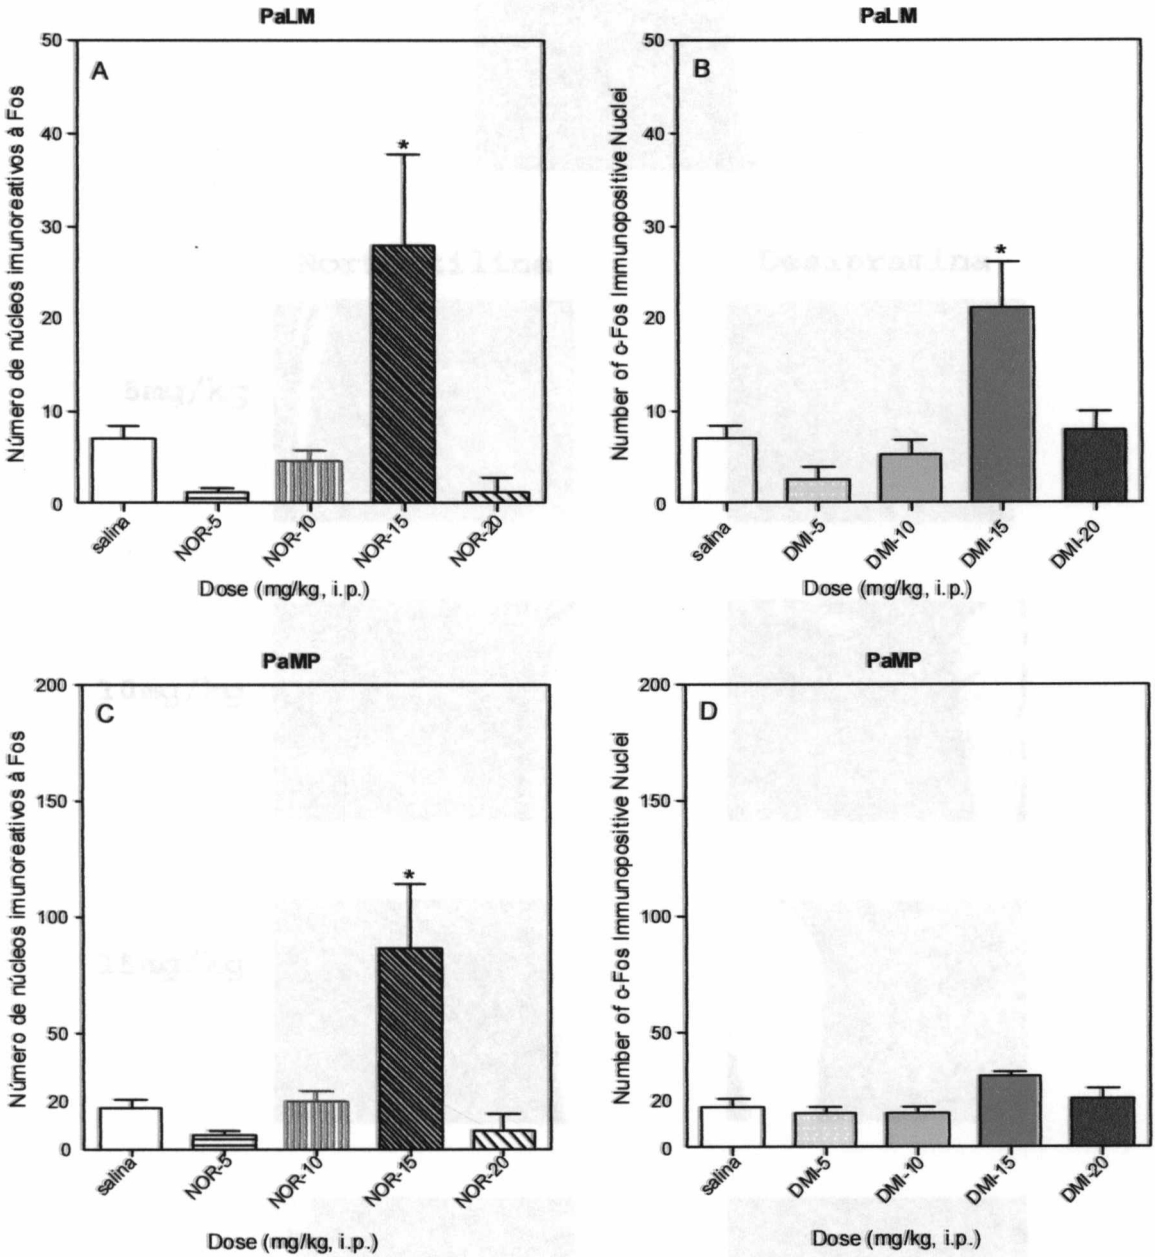 PaLM
A
Número de núcleos imunoreativos à Fos
50
40
30
20
10
0
*
salina
NOR-5
NOR-10
NOR-15
NOR-20
Dose (mg/kg, i.p.)
PaLM
B
Number of c-Fos Immunopositive Nuclei
50
40
30
20
10
0
*
salina
DMI-5
DMI-10
DMI-15
DMI-20
Dose (mg/kg, i.p.)
PaMP
C
Número de núcleos imunoreativos à Fos
200
150
100
50
20
0
*
salina
NOR-5
NOR-10
NOR-15
NOR-20
Dose (mg/kg, i.p.)
PaMP
D
Number of c-Fos Immunopositive Nuclei
200
150
100
50
20
0
salina
DMI-5
DMI-10
DMI-15
DMI-20
Dose (mg/kg, i.p.)